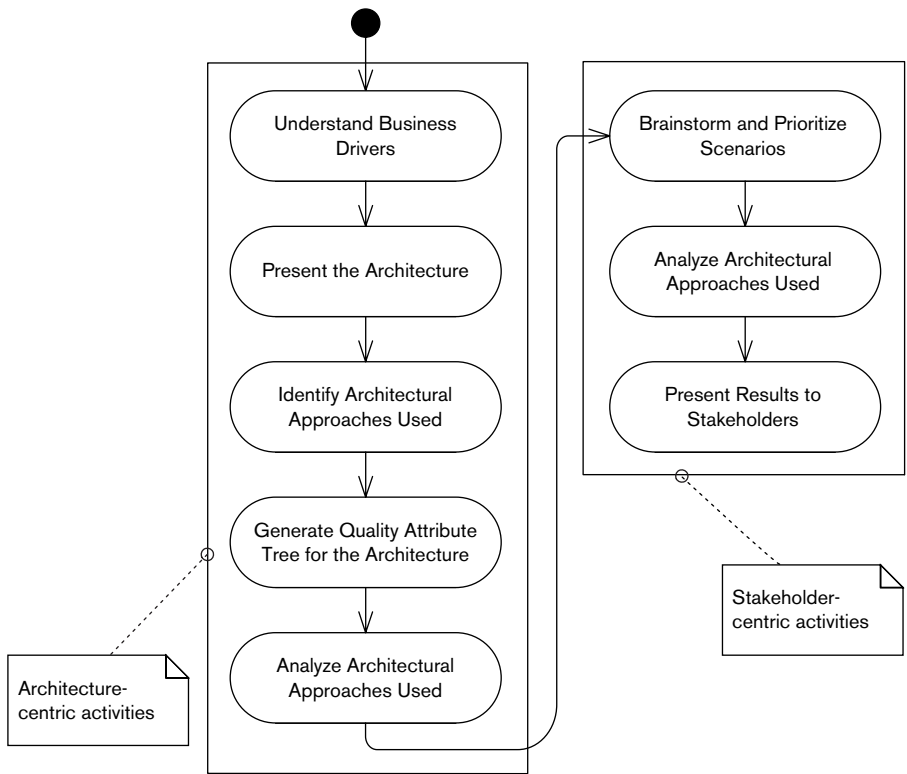 Understand Business
Drivers
Present the Architecture
Identify Architectural
Approaches Used
Generate Quality Attribute
Tree for the Architecture
Analyze Architectural
Approaches Used
Architecture-
centric activities
Brainstorm and Prioritize
Scenarios
Analyze Architectural
Approaches Used
Present Results to
Stakeholders
Stakeholder-
centric activities